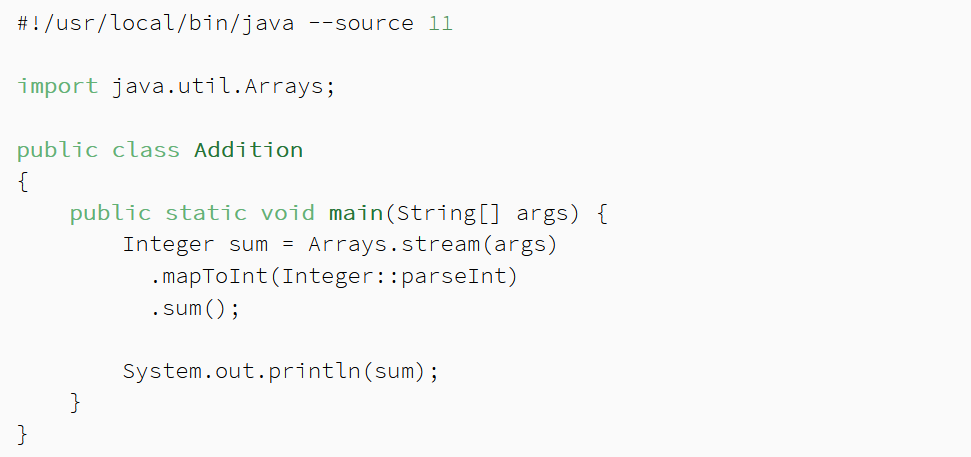 #!/usr/local/bin/java --source 11
import java.util.Arrays;
public class Addition
{
    public static void main(String[] args) {
        Integer sum = Arrays.stream(args)
          .mapToInt(Integer::parseInt)
          .sum();
        System.out.println(sum);
    }
}